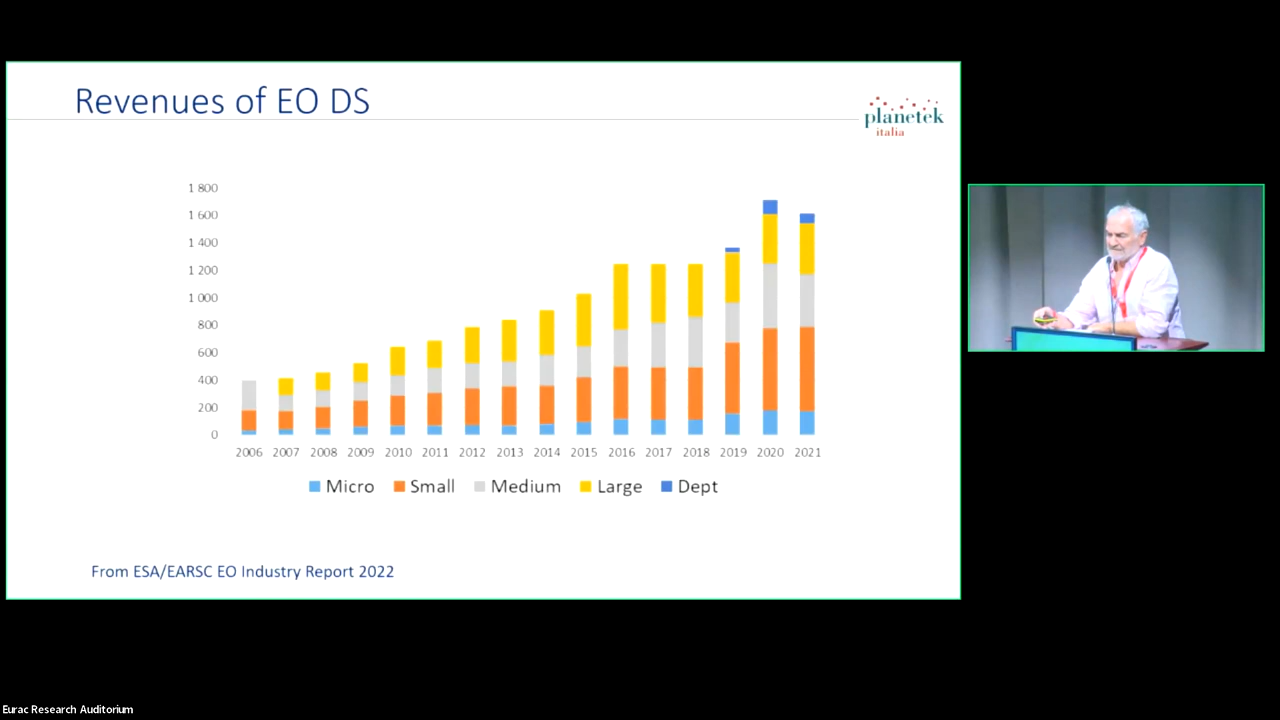 Revenues of EO DS
planetek
italia
1 800
1 600
1 400
1 200
1 000
800
600
400
200
0
2006 2007 2008 2009 2010 2011 2012 2013 2014 2015 2016 2017 2018 2019 2020 2021
Micro Small Medium Large Dept
From ESA/EARSC EO Industry Report 2022
Eurac Research Auditorium